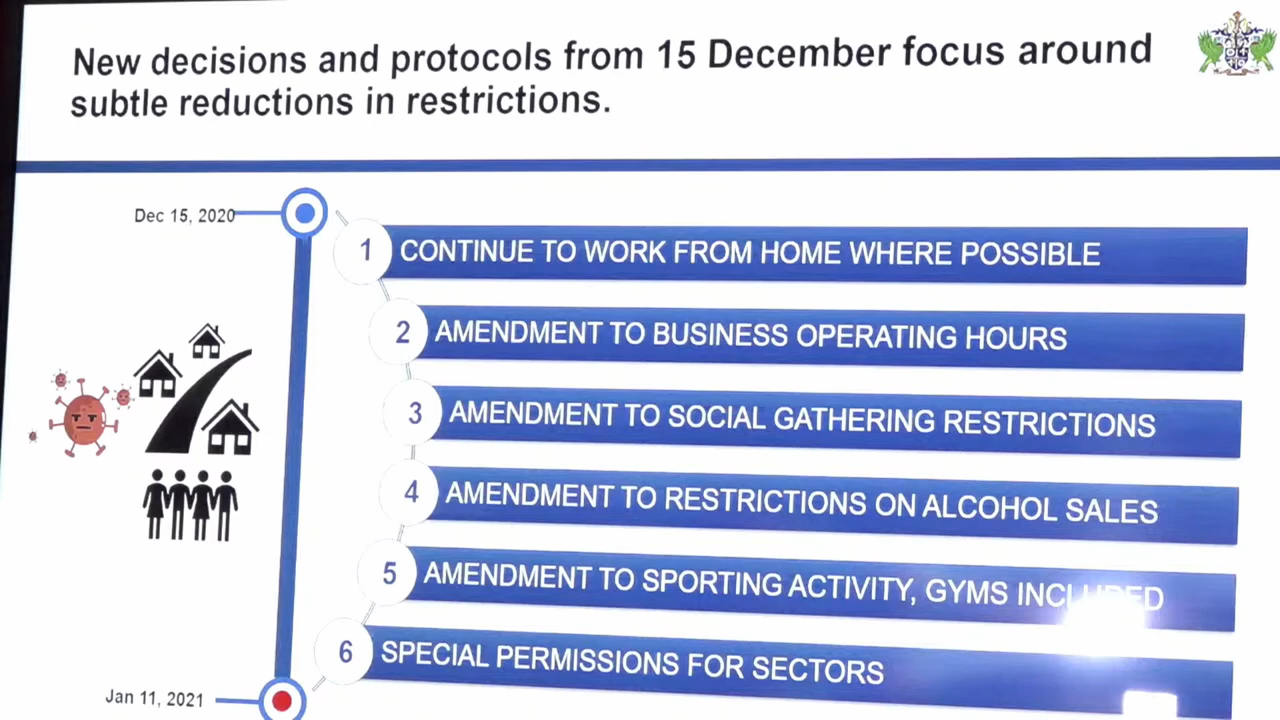 New decisions and protocols from 15 December focus around
subtle reductions in restrictions.
Dec 15, 2020
1 CONTINUE TO WORK FROM HOME WHERE POSSIBLE
2 AMENDMENT TO BUSINESS OPERATING HOURS
3 AMENDMENT TO SOCIAL GATHERING RESTRICTIONS
4 AMENDMENT TO RESTRICTIONS ON ALCOHOL SALES
5 AMENDMENT TO SPORTING ACTIVITY, GYMS INCLUDED
6 SPECIAL PERMISSIONS FOR SECTORS
Jan 11, 2021